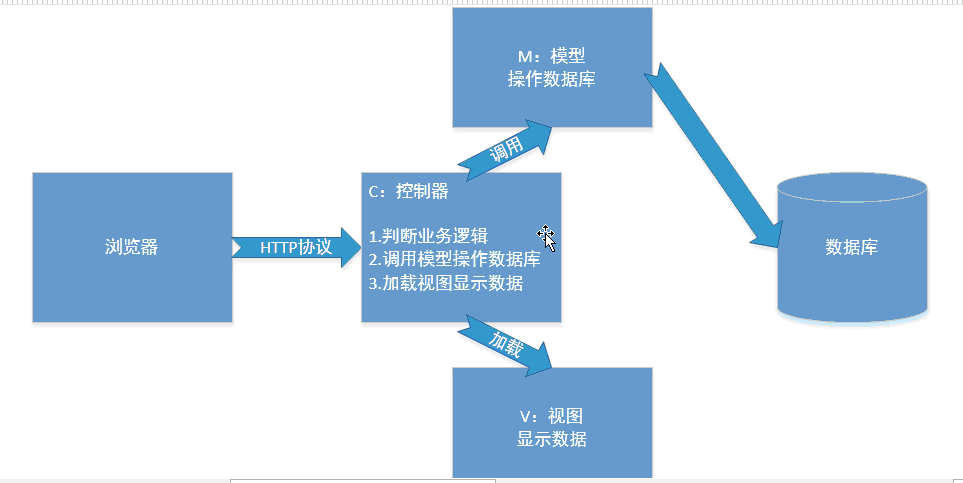 M：模型
操作数据库
调用
浏览器
HTTP协议
C：控制器
1.判断业务逻辑
2.调用模型操作数据库
3.加载视图显示数据
数据库
加载
V：视图
显示数据